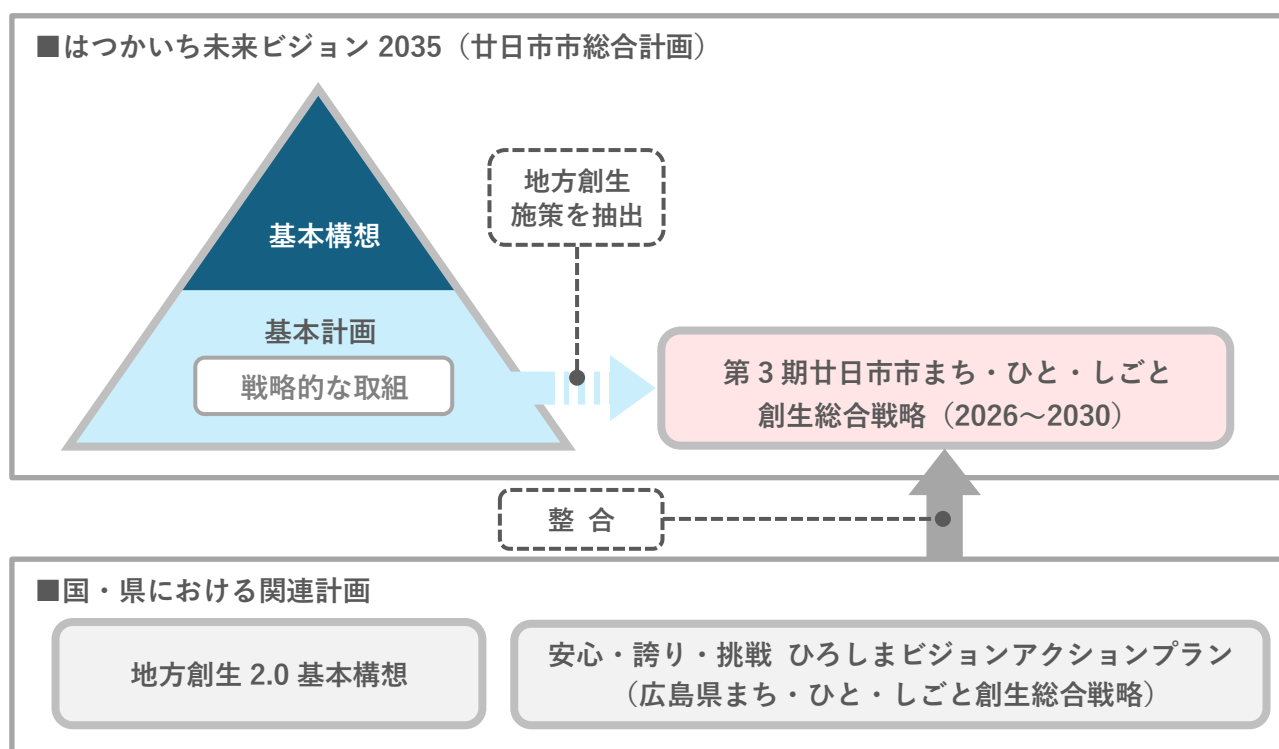 ■はつかいち未来ビジョン 2035（廿日市市総合計画）
地方創生
施策を抽出
基本構想
基本計画
戦略的な取組
第 3 期廿日市市まち・ひと・しごと
創生総合戦略（2026～2030）
整 合
■国・県における関連計画
地方創生 2.0 基本構想
安心・誇り・挑戦 ひろしまビジョンアクションプラン
（広島県まち・ひと・しごと創生総合戦略）